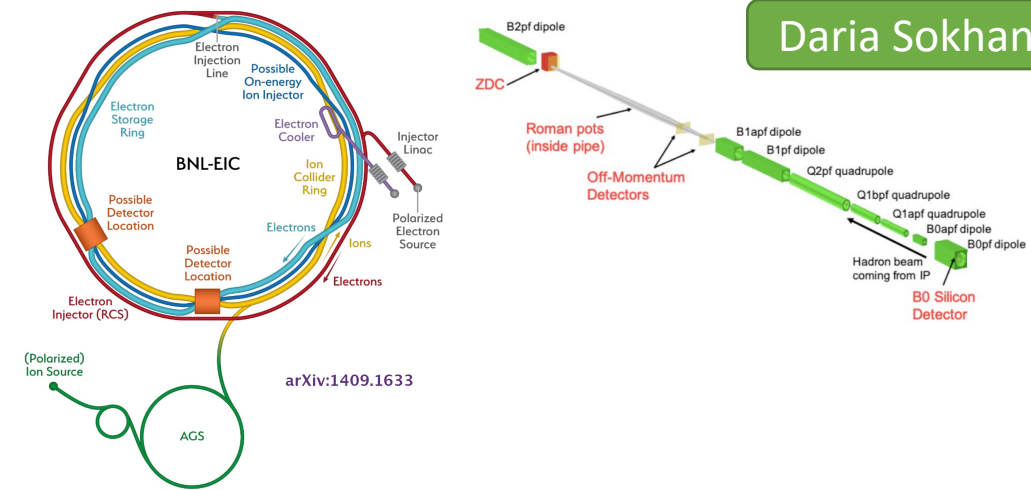 Electron
Injection
Line
Possible
On-energy
Ion Injector
Electron
Storage
Ring
Electron
Cooler
Injector
Linac
BNL-EIC
Ion
Collider
Ring
Possible
Detector
Location
Polarized
Electron
Source
Electrons
Ions
Possible
Detector
Location
Electrons
Electron
Injector (RCS)
(Polarized)
Ion Source
arXiv:1409.1633
AGS
Daria Sokhan
B2pf dipole
ZDC
Roman pots
(inside pipe)
Off-Momentum
Detectors
B1apf dipole
B1pf dipole
Q2pf quadrupole
Q1bpf quadrupole
Q1apf quadrupole
B0apf dipole
B0pf dipole
Hadron beam
coming from IP
B0 Silicon
Detector